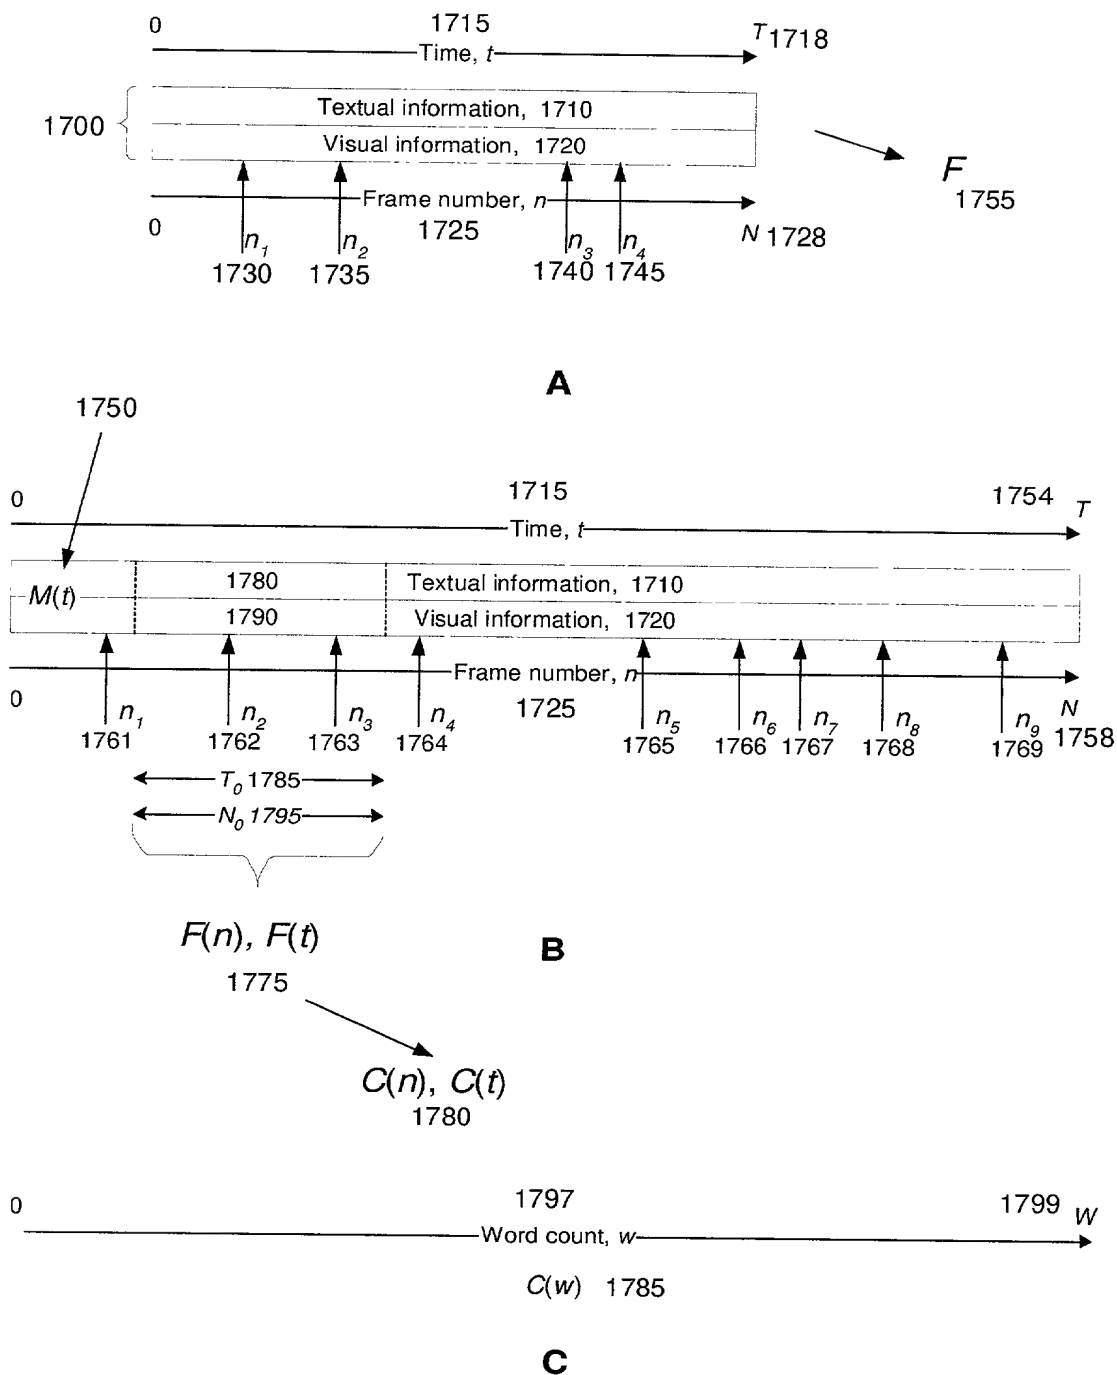 0 1715 T 1718
Time, t
Textual information, 1710
1700
Visual information, 1720
F
1755
Frame number, n
0 1725 N 1728
n1 n2 n3 n4
1730 1735 1740 1745
A
1750
0 1715 1754 T
Time, t
M(t) 1780 Textual information, 1710
1790 Visual information, 1720
Frame number, n
0 1725 N
n1 n2 n3 n4 n5 n6 n7 n8 n9
1761 1762 1763 1764 1765 1766 1767 1768 1769 1758
T0 1785
N0 1795
F(n), F(t)
B
1775
C(n), C(t)
1780
0 1797 1799 W
Word count, w
C(w) 1785
C